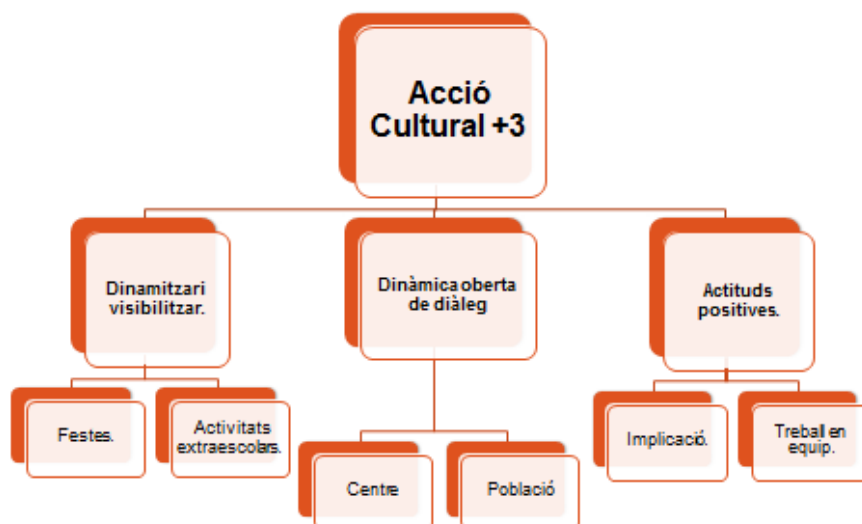 Acció
Cultural +3
Dinamitzari
visibilitzar.
Dinàmica oberta
de diàleg
Actituds
positives.
Festes.
Activitats
extraescolars.
Centre
Població
Implicació.
Treball en
equip.